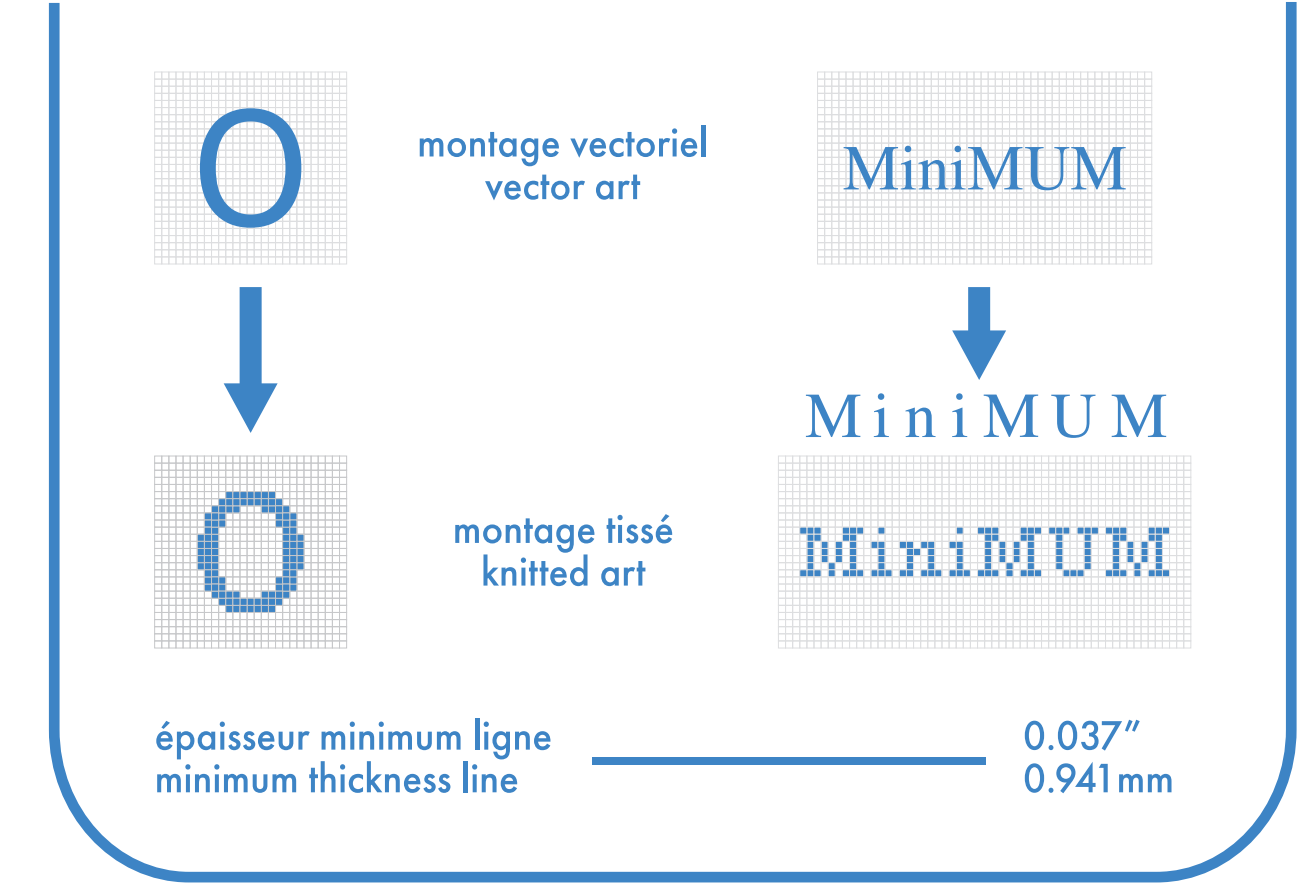 O
montage vectoriel
vector art
MiniMUM
MiniMUM
O
montage tissé
knitted art
MiniMUM
épaisseur minimum ligne
minimum thickness line
0.037"
0.941mm